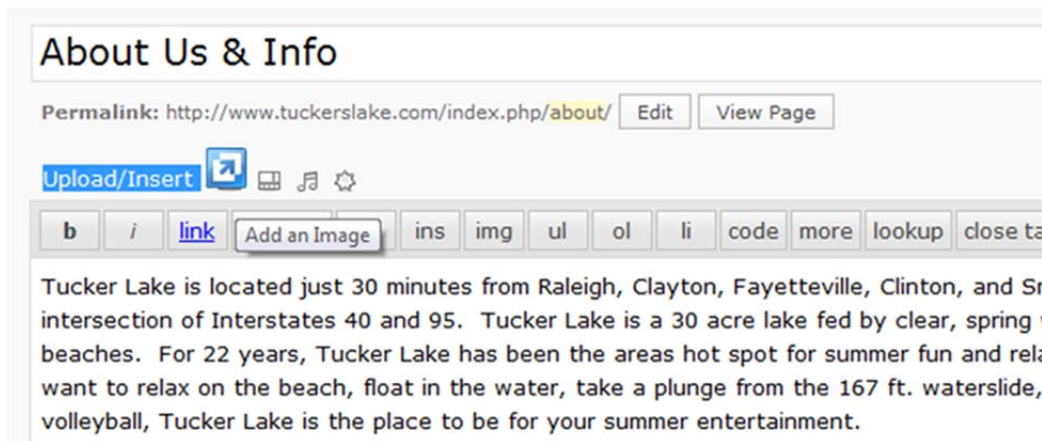 About Us & Info
Permalink: http://www.tuckerslake.com/index.php/about/ Edit View Page
Upload/Insert
b i link ins img ul ol li code more lookup close ta
Add an Image
Tucker Lake is located just 30 minutes from Raleigh, Clayton, Fayetteville, Clinton, and
intersection of Interstates 40 and 95. Tucker Lake is a 30 acre lake fed by clear, spring
beaches. For 22 years, Tucker Lake has been the areas hot spot for summer fun and
want to relax on the beach, float in the water, take a plunge from the 167 ft. waterslide,
volleyball, Tucker Lake is the place to be for your summer entertainment.